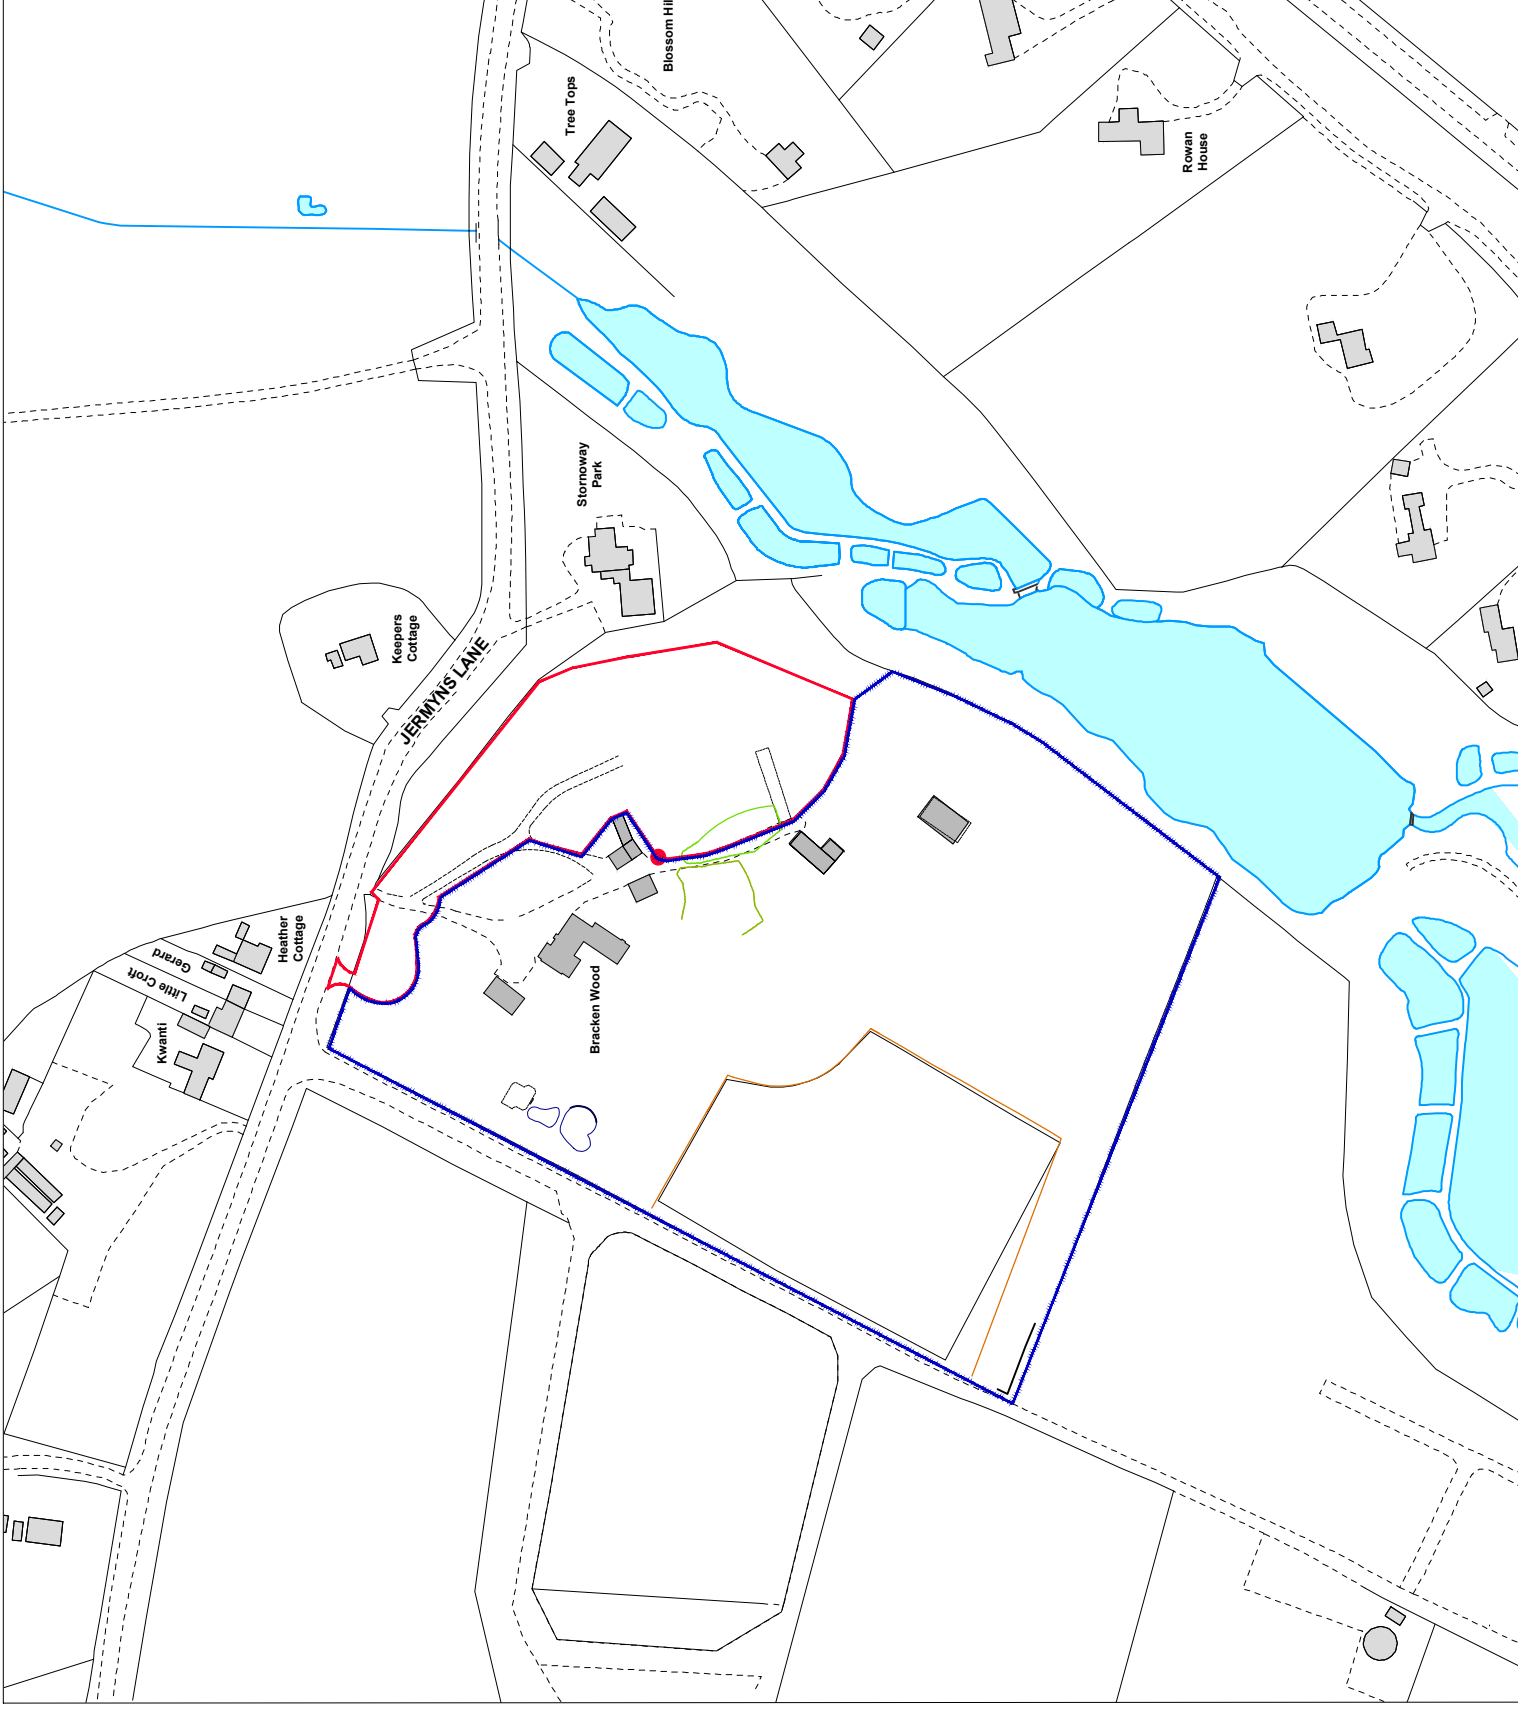 Blossom Hil
Tree Tops
Rowan
House
Stornoway
Park
Keepers
Cottage
JERMYNS LANE
Heather
Cottage
Gerard
Little Croft
Kwanti
Bracken Wood